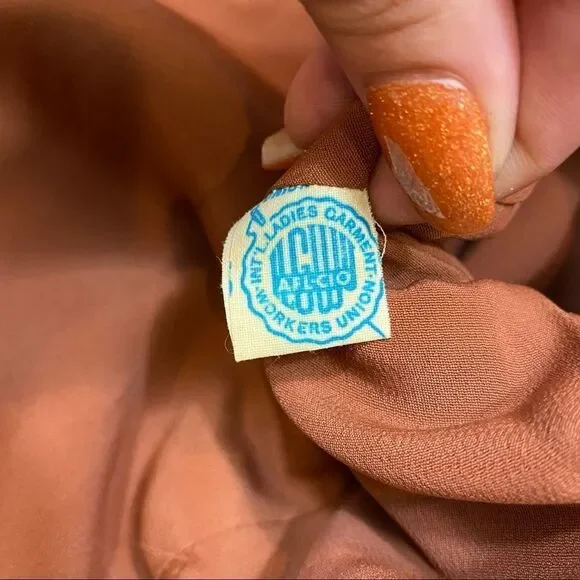 INT'L. LADIES GARMENT
ILGWU
AFL-CIO
WORKERS UNION